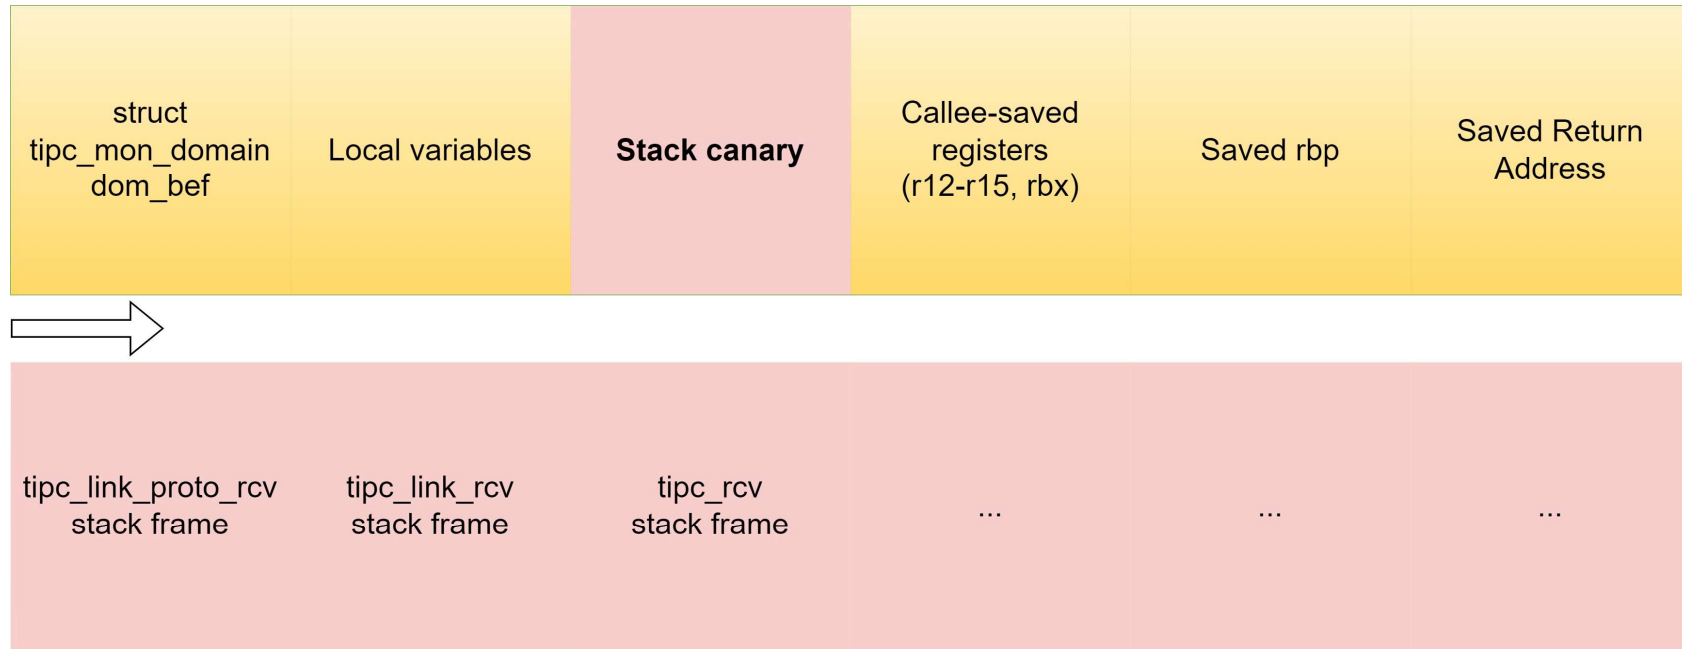 struct
tipc_mon_domain
dom_bef
Local variables
Stack canary
Callee-saved
registers
(r12-r15, rbx)
Saved rbp
Saved Return
Address
tipc_link_proto_rcv
stack frame
tipc_link_rcv
stack frame
tipc_rcv
stack frame
...
...
...